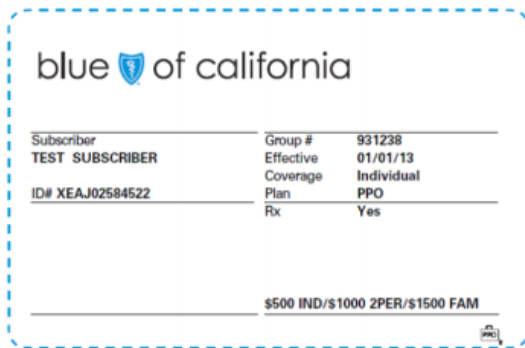 blue of california
Subscriber
TEST SUBSCRIBER
ID# XEAJ02584522
Group # 931238
Effective 01/01/13
Coverage Individual
Plan PPO
Rx Yes
$500 IND/$1000 2PER/$1500 FAM
PPO